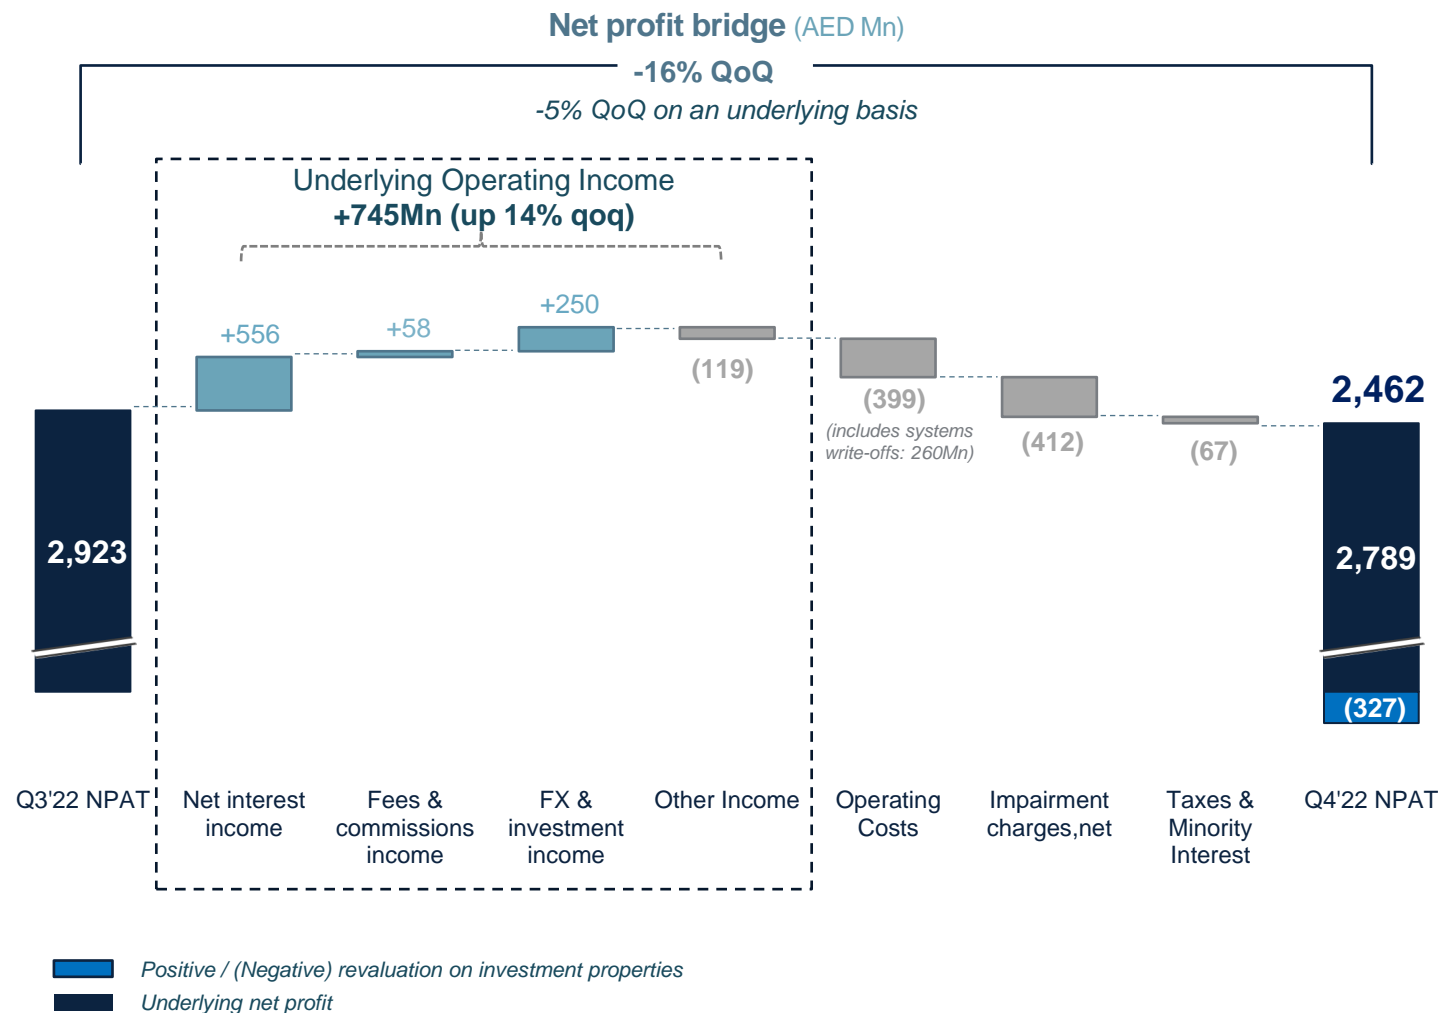 Net profit bridge (AED Mn)
-16% QoQ
-5% QoQ on an underlying basis
Underlying Operating Income
+745Mn (up 14% qoq)
+556
+58
+250
(119)
(399)
(includes systems
write-offs: 260Mn)
(412)
(67)
2,462
2,923
2,789
(327)
Q3'22 NPAT
Net interest
income
Fees &
commissions
income
FX &
investment
income
Other Income
Operating
Costs
Impairment
charges,net
Taxes &
Minority
Interest
Q4'22 NPAT
Positive / (Negative) revaluation on investment properties
Underlying net profit